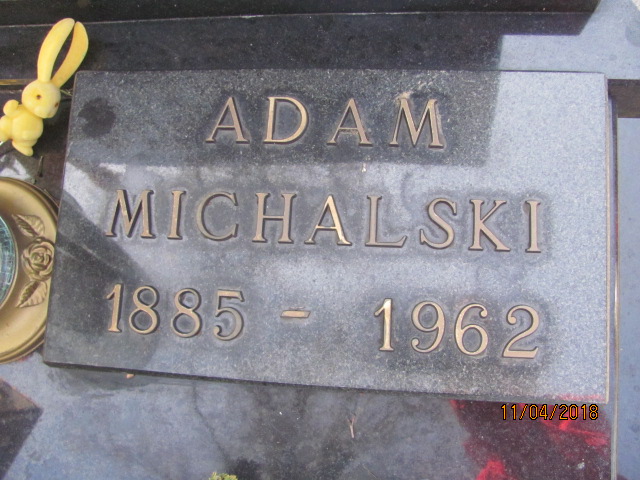 ADAM
MICHALSKI
1885 - 1962
11/04/2018